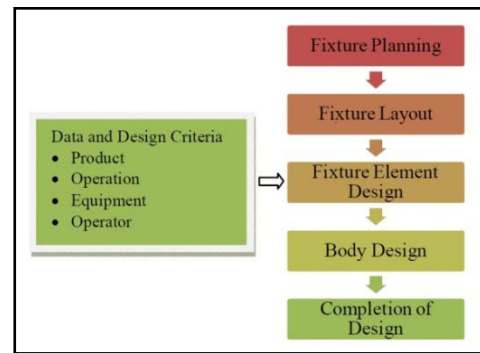 Fixture Planning
Fixture Layout
Data and Design Criteria
• Product
• Operation
• Equipment
• Operator
Fixture Element
Design
Body Design
Completion of
Design